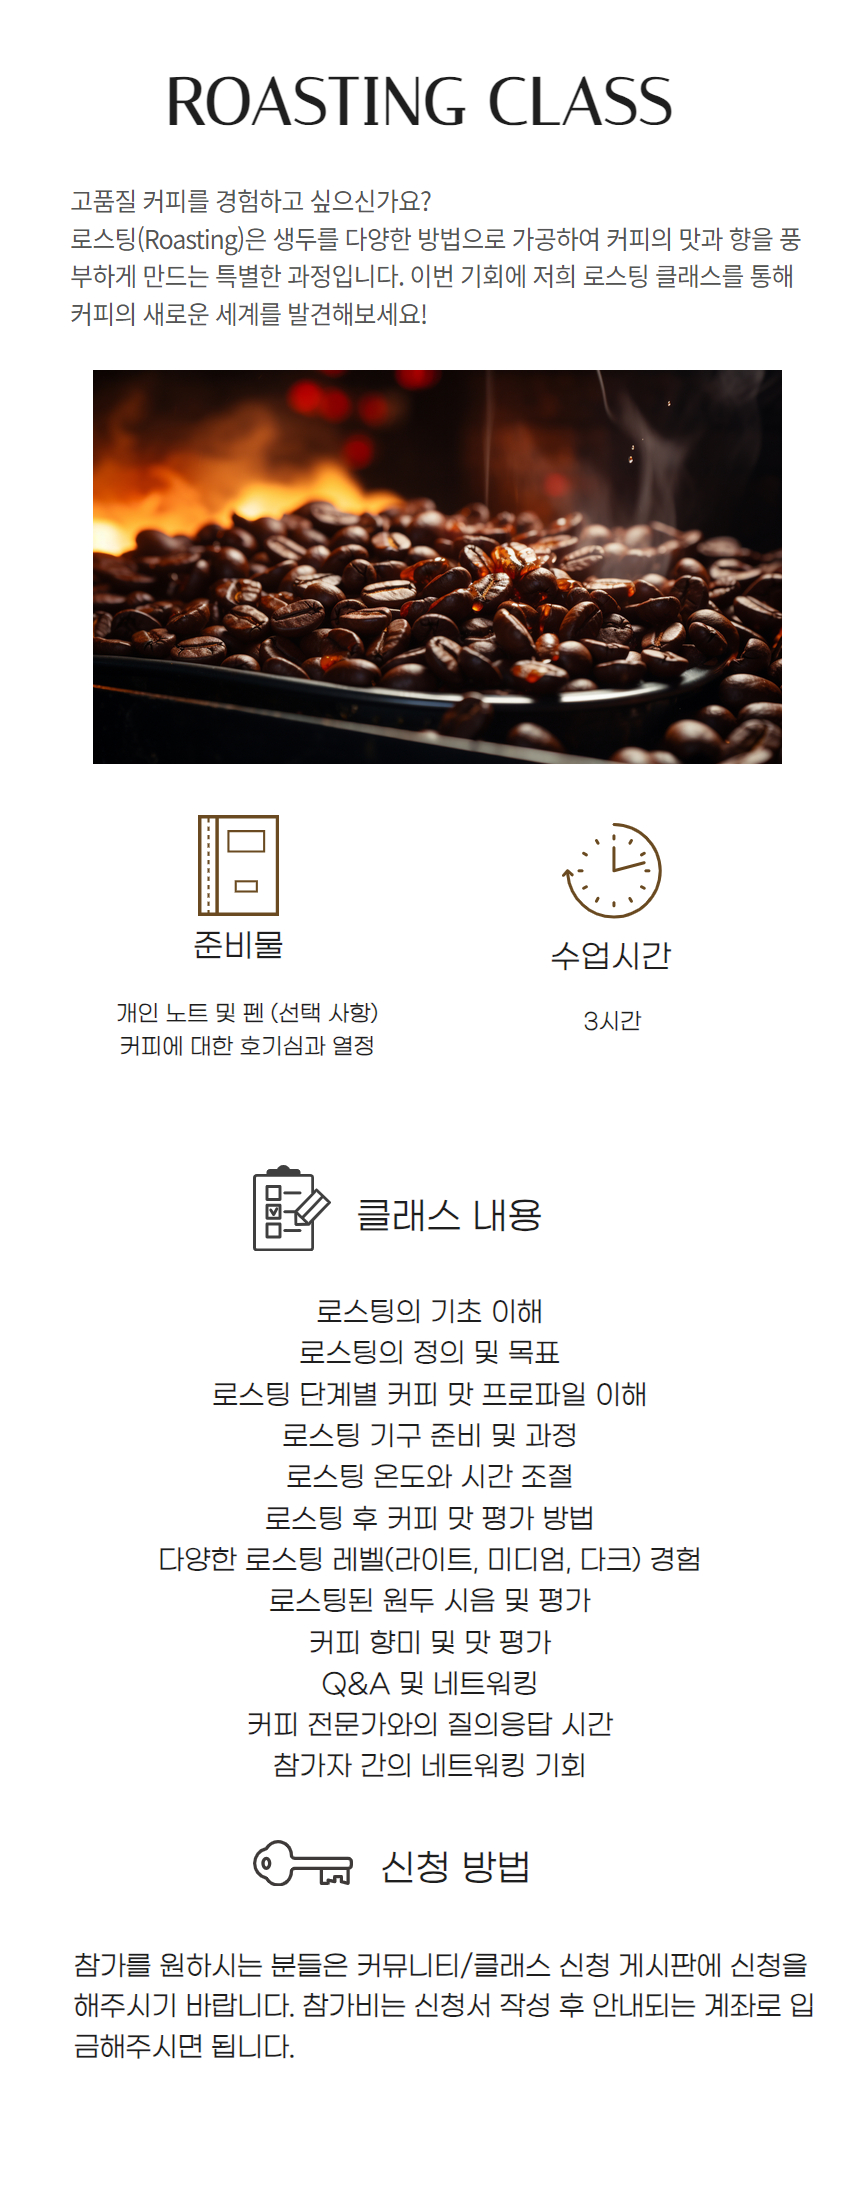 ROASTING CLASS
고품질 커피를 경험하고 싶으신가요?
로스팅(Roasting)은 생두를 다양한 방법으로 가공하여 커피의 맛과 향을 풍
부하게 만드는 특별한 과정입니다. 이번 기회에 저희 로스팅 클래스를 통해
커피의 새로운 세계를 발견해보세요!
준비물
개인 노트 및 펜 (선택 사항)
커피에 대한 호기심과 열정
수업시간
3시간
클래스 내용
로스팅의 기초 이해
로스팅의 정의 및 목표
로스팅 단계별 커피 맛 프로파일 이해
로스팅 기구 준비 및 과정
로스팅 온도와 시간 조절
로스팅 후 커피 맛 평가 방법
다양한 로스팅 레벨(라이트, 미디엄, 다크) 경험
로스팅된 원두 시음 및 평가
커피 향미 및 맛 평가
Q&A 및 네트워킹
커피 전문가와의 질의응답 시간
참가자 간의 네트워킹 기회
신청 방법
참가를 원하시는 분들은 커뮤니티/클래스 신청 게시판에 신청을
해주시기 바랍니다. 참가비는 신청서 작성 후 안내되는 계좌로 입
금해주시면 됩니다.